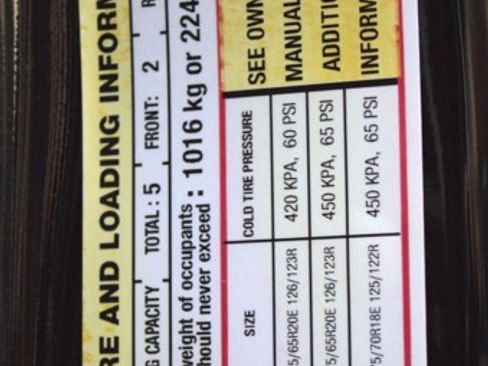 RE AND LOADING INFORM
G CAPACITY TOTAL : 5 FRONT: 2 R
weight of occupants
hould never exceed : 1016 kg or 224
SIZE COLD TIRE PRESSURE SEE OWN
5/65R20E 126/123R 420 KPA, 60 PSI MANUAL
5/65R20E 126/123R 450 KPA, 65 PSI ADDITIO
5/70R18E 125/122R 450 KPA, 65 PSI INFORM